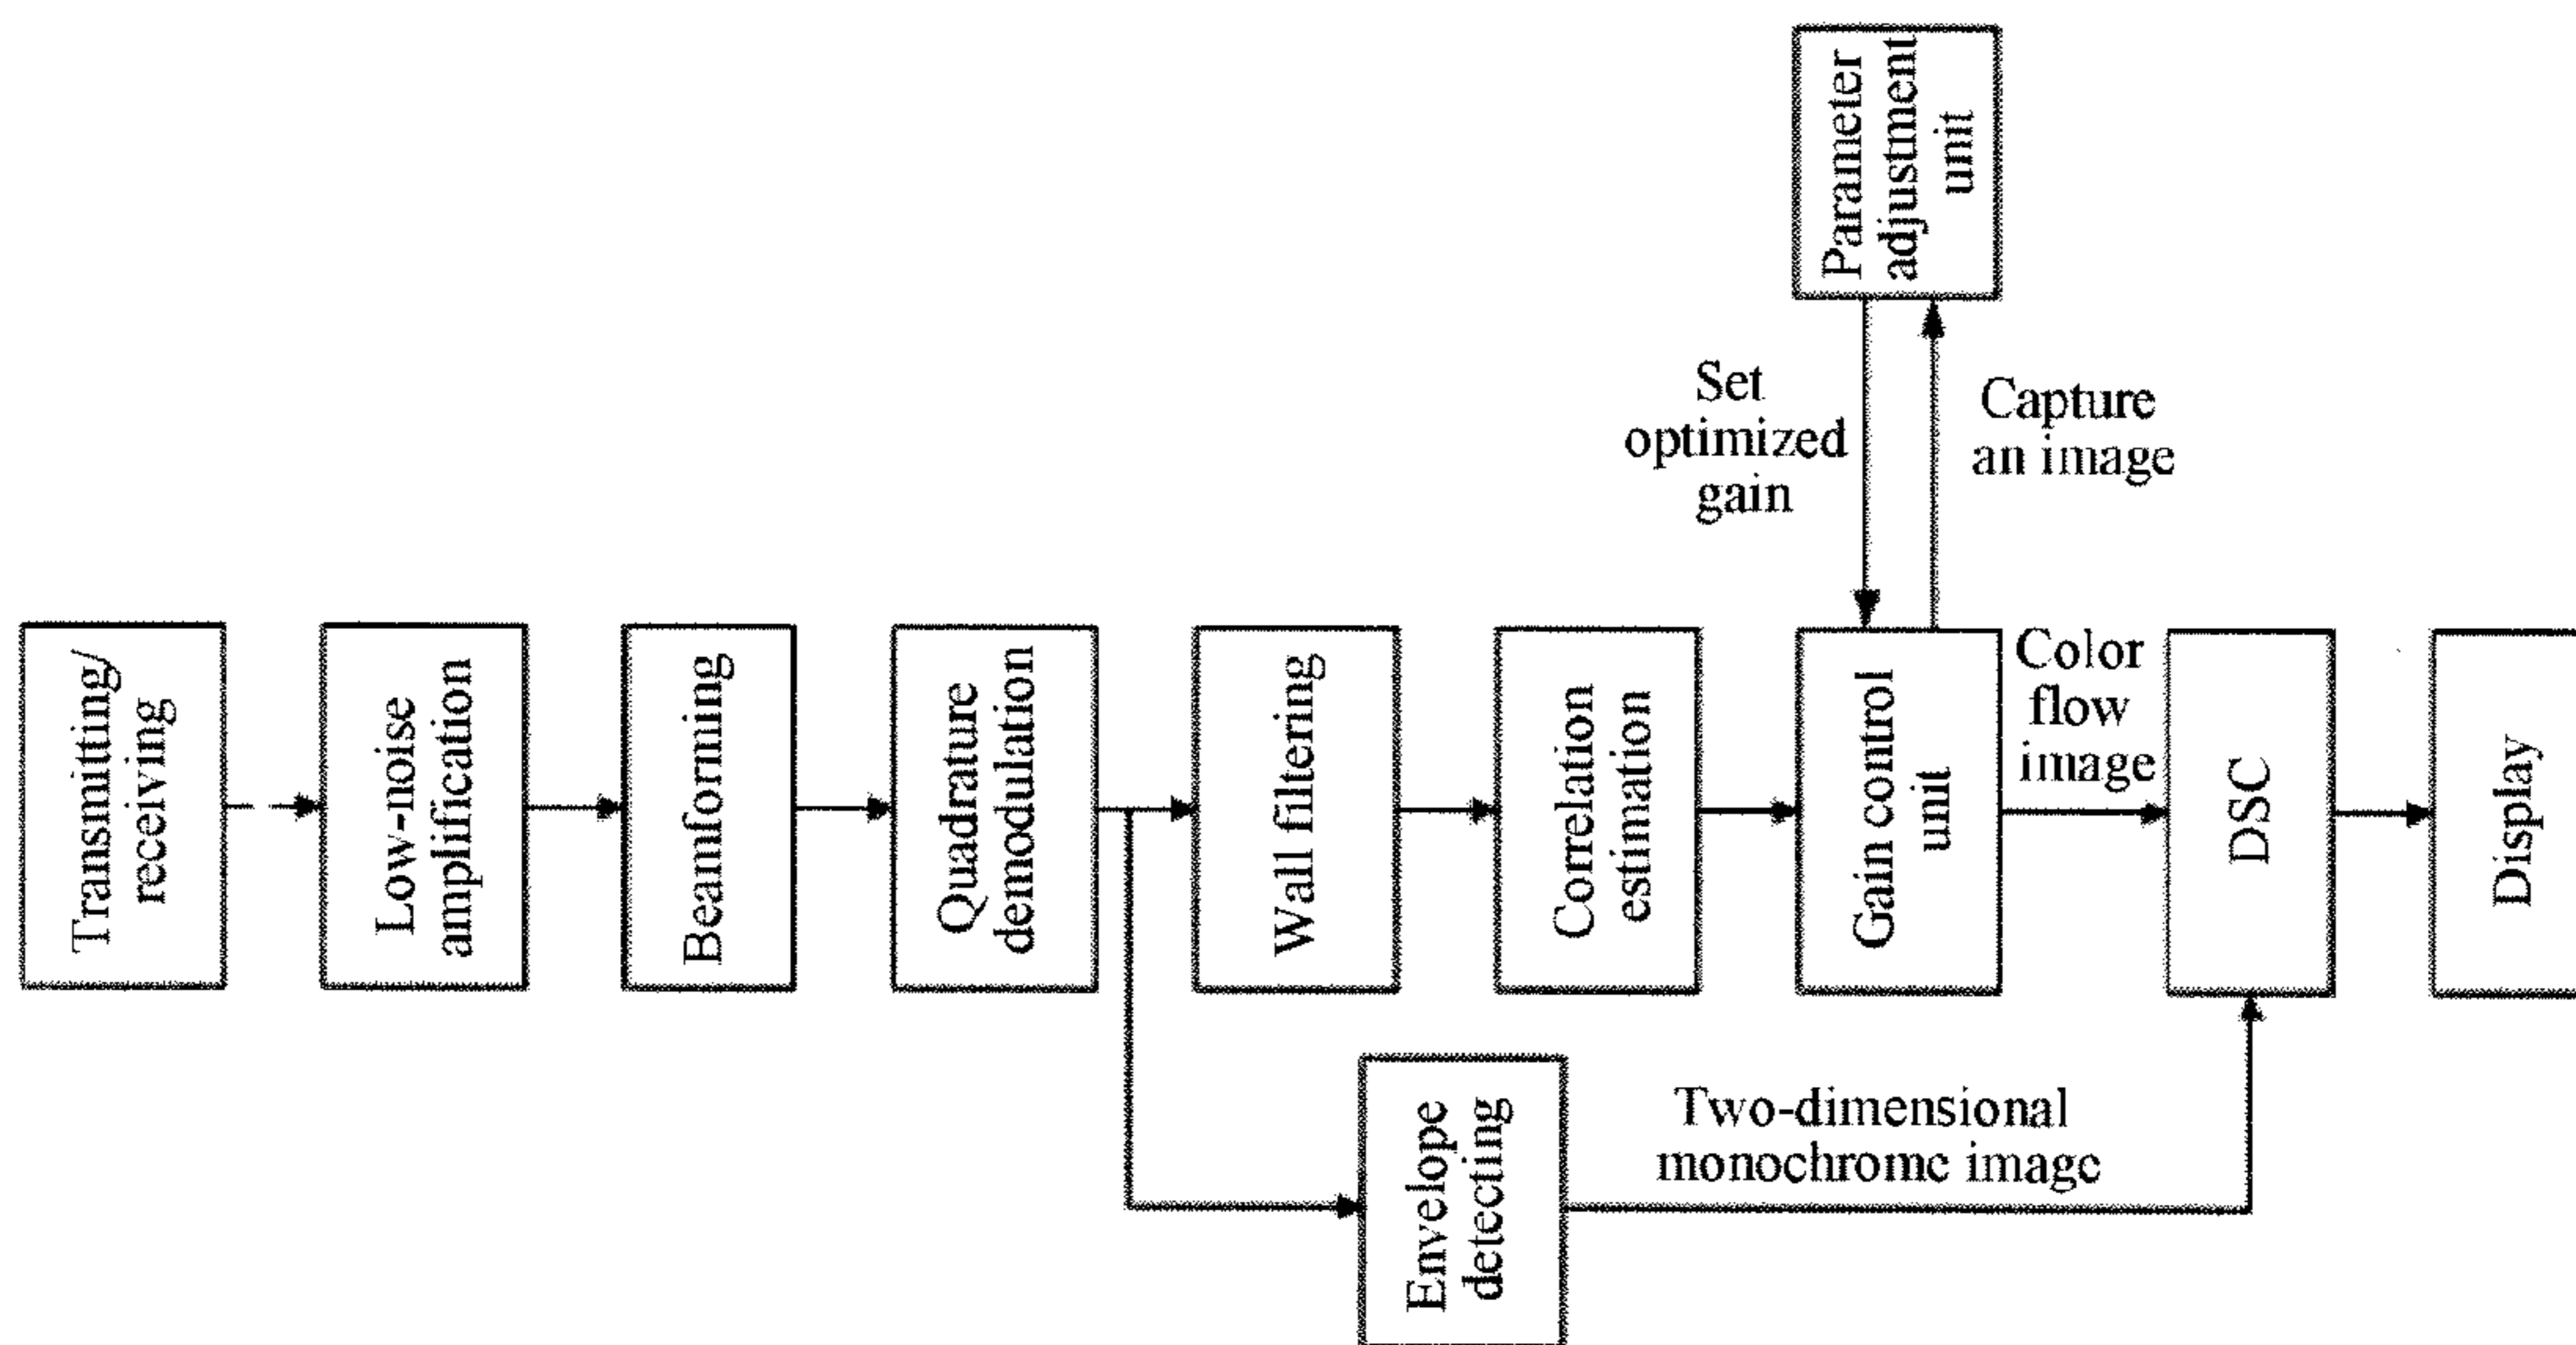 Parameter
adjustment
unit
Set
optimized
gain
Capture
an image
Transmitting/
receiving
Low-noise
amplification
Beamforming
Quadrature
demodulation
Wall filtering
Correlation
estimation
Gain control
unit
Color
flow
image
DSC
Display
Envelope
detecting
Two-dimensional
monochrome image